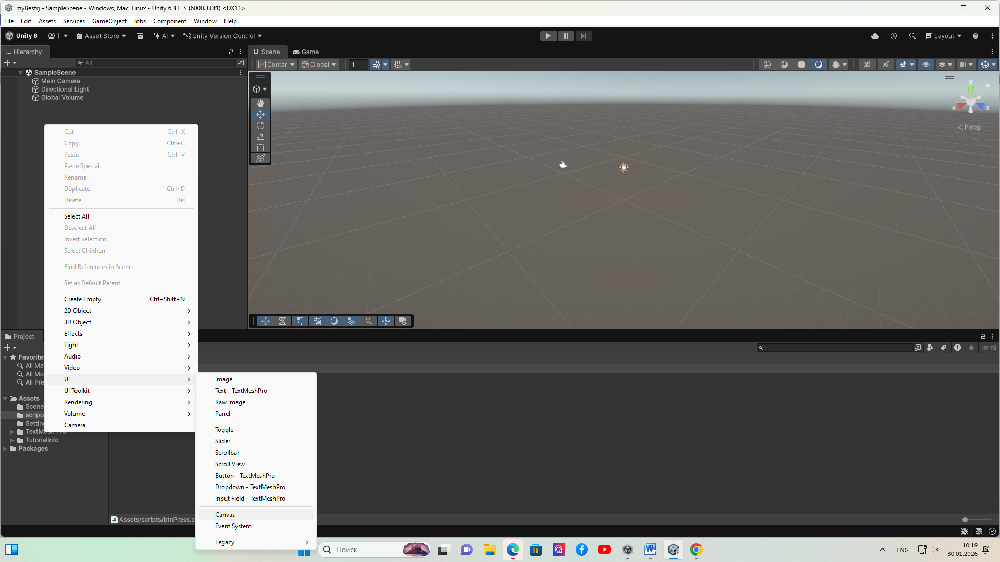 myBestrj - SampleScene - Windows, Mac, Linux - Unity 6.3 LTS (6000.3.0f1) <DX11>
File Edit Assets Services GameObject Jobs Component Window Help
Unity 6 T Asset Store AI Unity Version Control Layout
Hierarchy Scene Game
All Center Global 1 2D
SampleScene
Main Camera
Directional Light
Global Volume
y
x z
Persp
Cut Ctrl+X
Copy Ctrl+C
Paste Ctrl+V
Paste Special
Rename
Duplicate Ctrl+D
Delete Del
Select All
Deselect All
Invert Selection
Select Children
Find References in Scene
Set as Default Parent
Create Empty Ctrl+Shift+N
2D Object
3D Object
Effects
Light
Audio
Video
UI
UI Toolkit
Rendering
Volume
Camera
Project
19
Favorites
All Ma
All Mo
All Pre
Assets
Scene
scripts
Setting
TextMesh Pro
TutorialInfo
Packages
Image
Text - TextMeshPro
Raw Image
Panel
Toggle
Slider
Scrollbar
Scroll View
Button - TextMeshPro
Dropdown - TextMeshPro
Input Field - TextMeshPro
Canvas
Event System
Legacy
Assets/scripts/btnPress.c
Поиск
ENG
10:19
30.01.2026